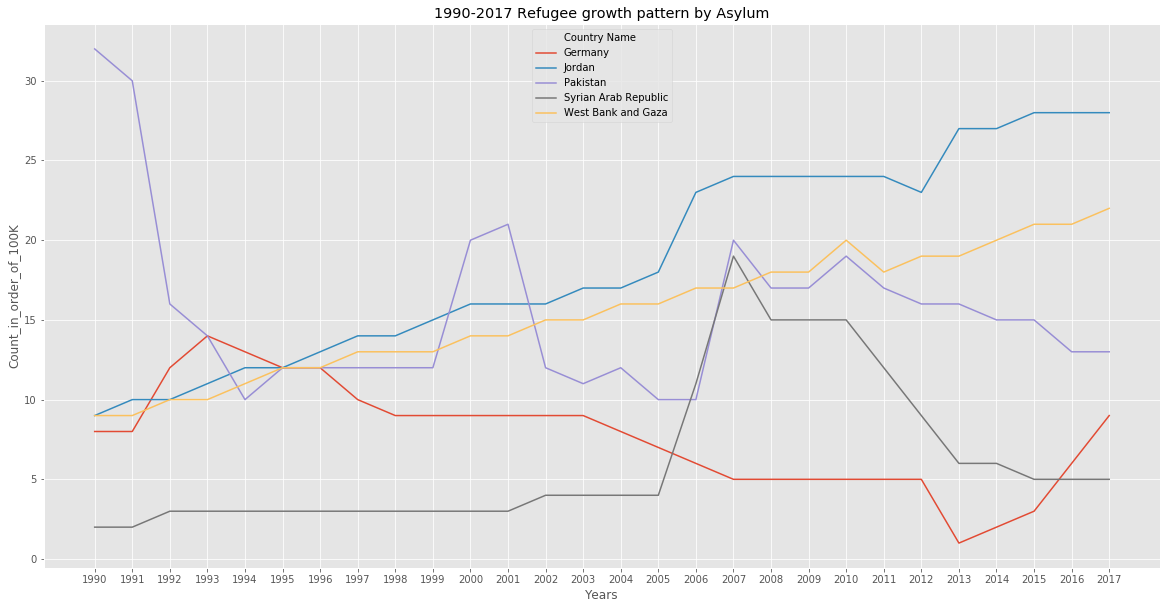 1990-2017 Refugee growth pattern by Asylum
Country Name
Germany
Jordan
Pakistan
Syrian Arab Republic
West Bank and Gaza
Count_in_order_of_100K
30
25
20
15
10
5
0
1990 1991 1992 1993 1994 1995 1996 1997 1998 1999 2000 2001 2002 2003 2004 2005 2006 2007 2008 2009 2010 2011 2012 2013 2014 2015 2016 2017
Years